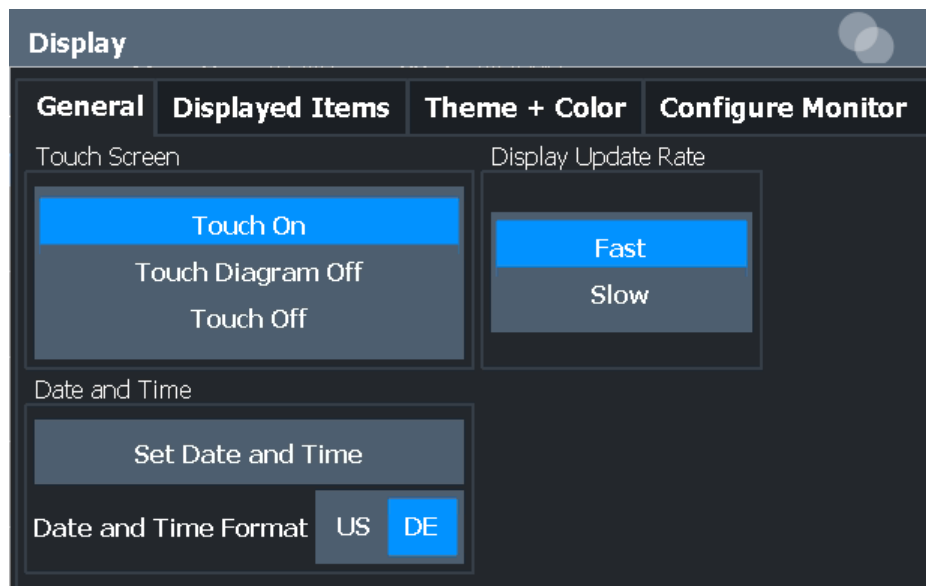 Display
General Displayed Items Theme + Color Configure Monitor
Touch Screen
Touch On
Touch Diagram Off
Touch Off
Display Update Rate
Fast
Slow
Date and Time
Set Date and Time
Date and Time Format US DE